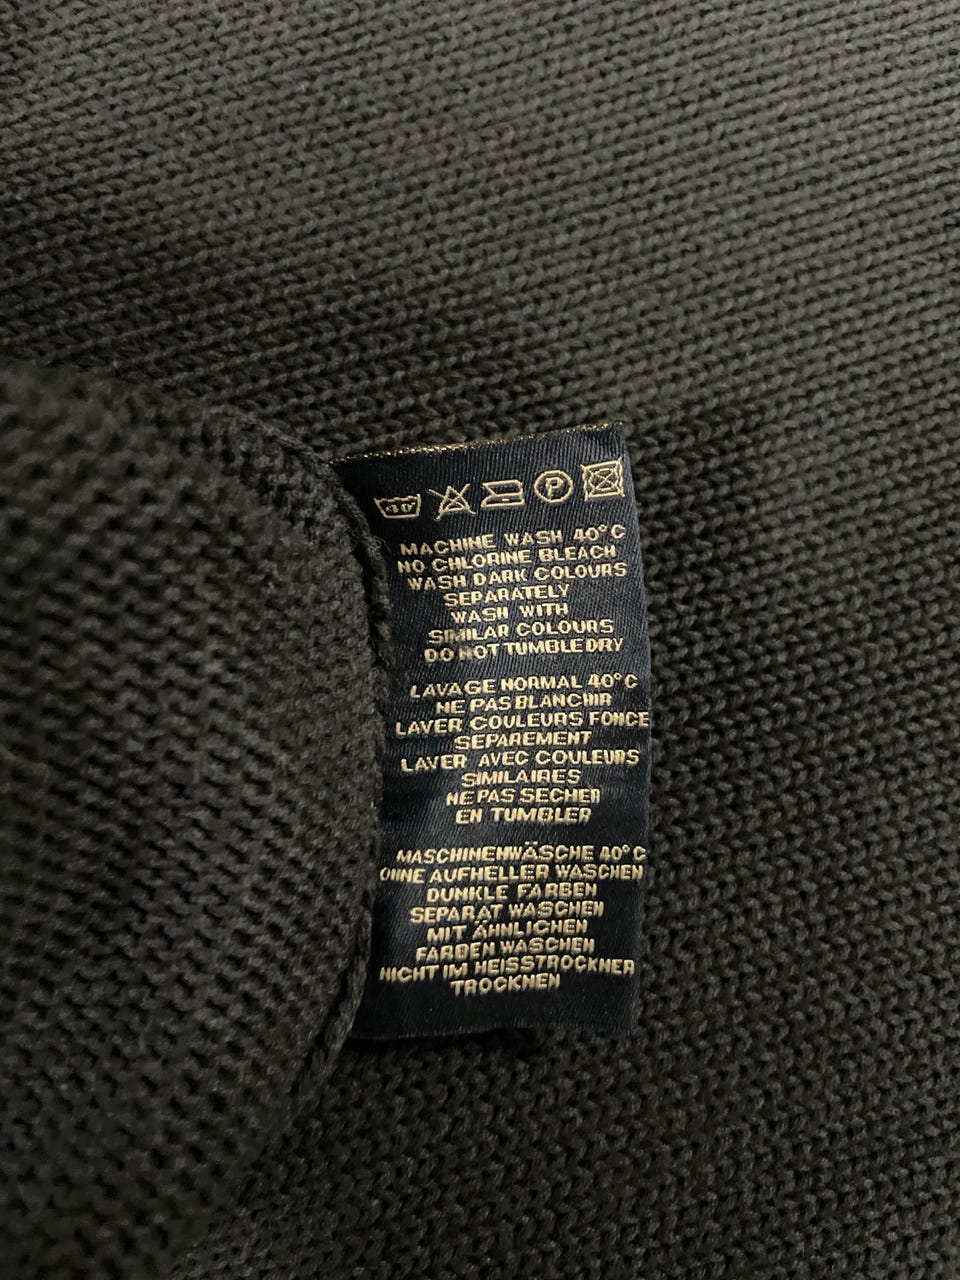 40°
P
MACHINE WASH 40°C
NO CHLORINE BLEACH
WASH DARK COLOURS
SEPARATELY
WASH WITH
SIMILAR COLOURS
DO NOT TUMBLE DRY
LAVAGE NORMAL 40°C
NE PAS BLANCHIR
LAVER COULEURS FONCE
SEPAREMENT
LAVER AVEC COULEURS
SIMILAIRES
NE PAS SECHER
EN TUMBLER
MASCHINENWÄSCHE 40°C
OHNE AUFHELLER WASCHEN
DUNKLE FARBEN
SEPARAT WASCHEN
MIT ÄHNLICHEN
FARBEN WASCHEN
NICHT IM HEISSTROCKNER
TROCKNEN